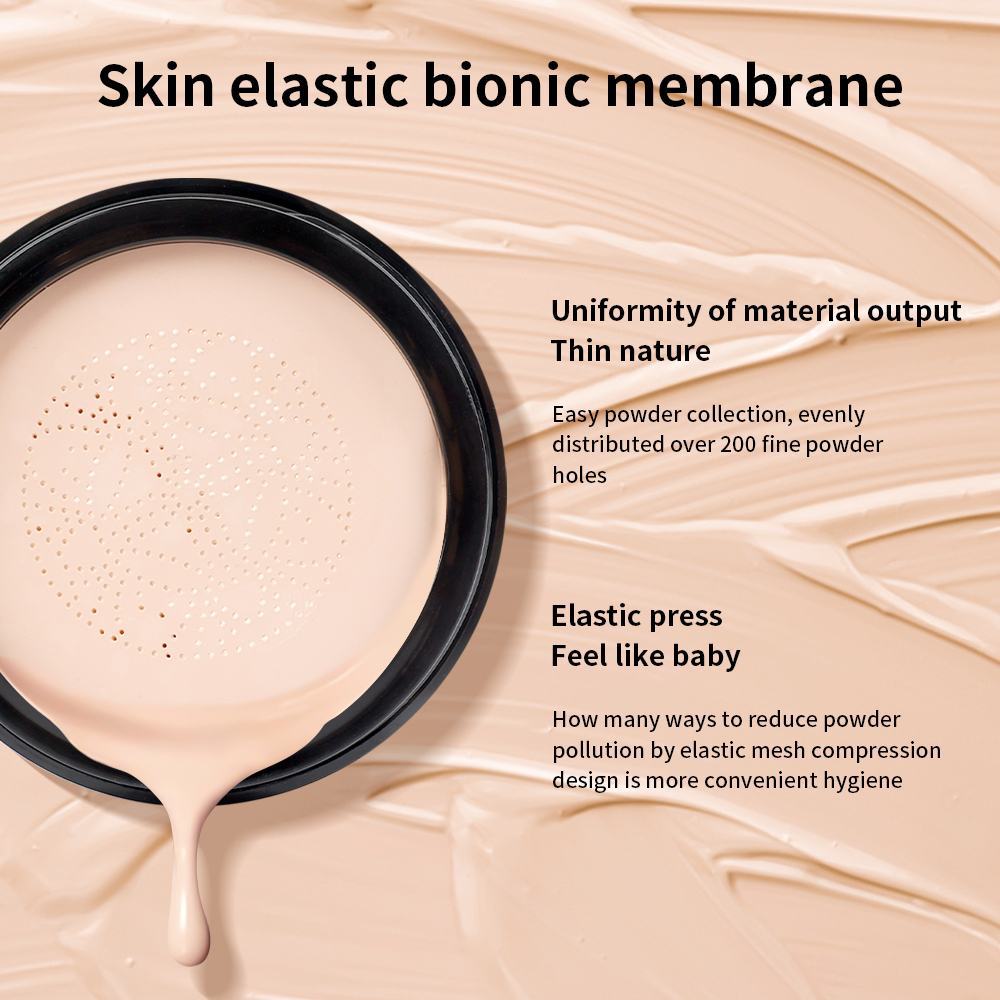 Skin elastic bionic membrane
Uniformity of material output
Thin nature
Easy powder collection, evenly
distributed over 200 fine powder
holes
Elastic press
Feel like baby
How many ways to reduce powder
pollution by elastic mesh compression
design is more convenient hygiene